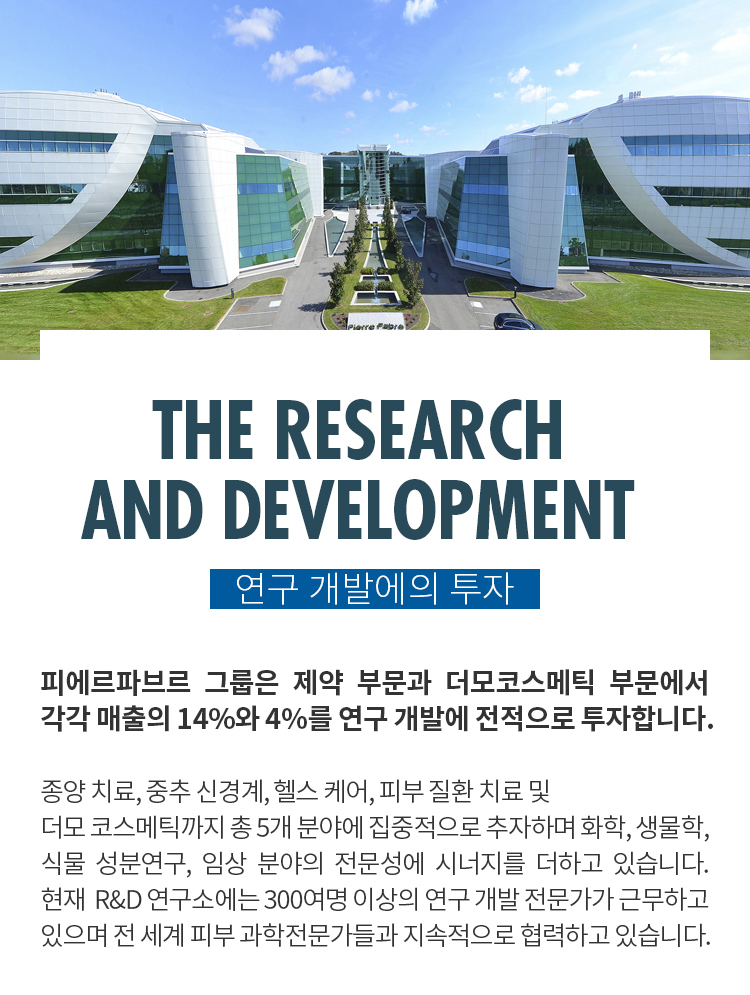 Pierre Fabre
THE RESEARCH
AND DEVELOPMENT
연구 개발에의 투자
피에르파브르 그룹은 제약 부문과 더모코스메틱 부문에서
각각 매출의 14%와 4%를 연구 개발에 전적으로 투자합니다.
종양 치료, 중추 신경계, 헬스 케어, 피부 질환 치료 및
더모 코스메틱까지 총 5개 분야에 집중적으로 추자하며 화학, 생물학,
식물 성분연구, 임상 분야의 전문성에 시너지를 더하고 있습니다.
현재 R&D 연구소에는 300여명 이상의 연구 개발 전문가가 근무하고
있으며 전 세계 피부 과학전문가들과 지속적으로 협력하고 있습니다.